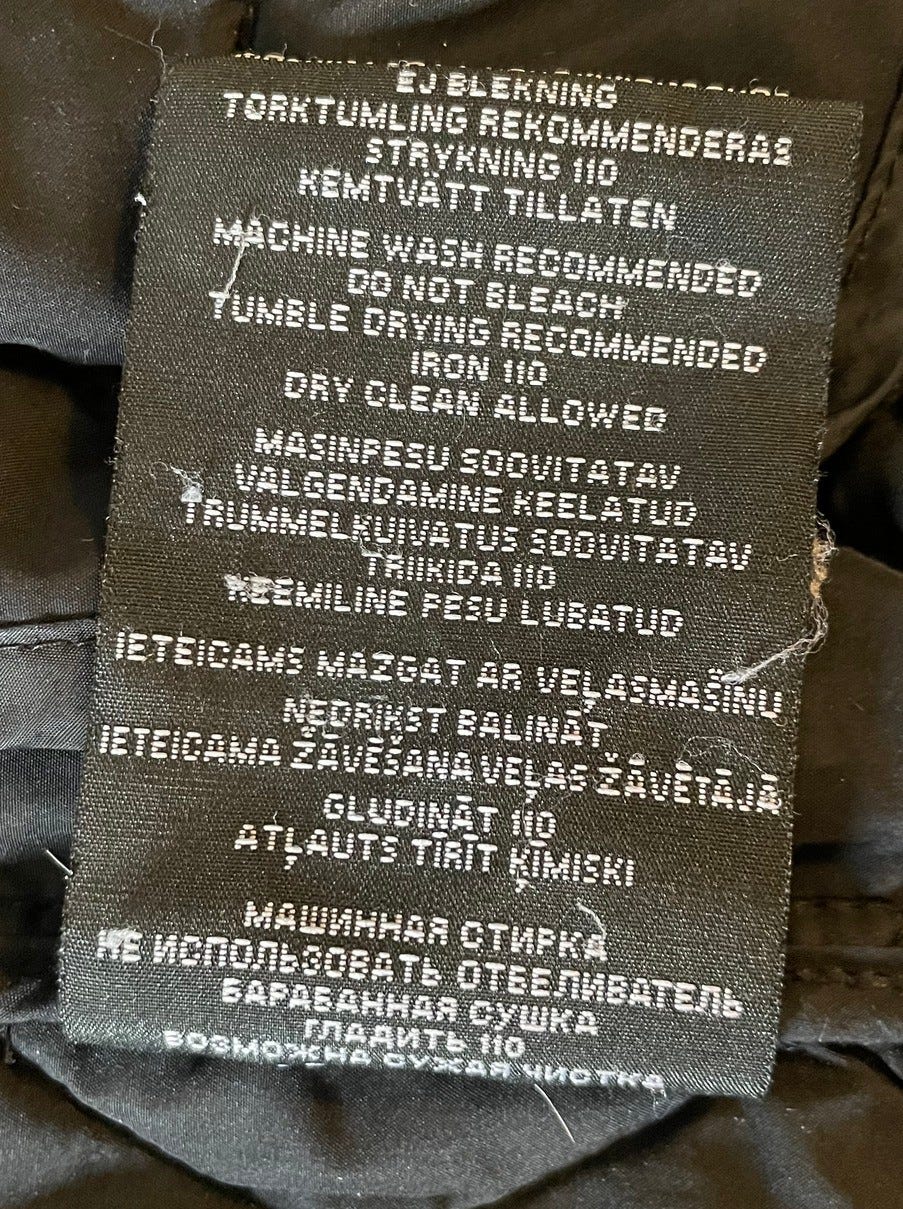 EJ BLEKNING
TORKTUMLING REKOMMENDERAS
STRYKNING 110
KEMTVÄTT TILLÅTEN
MACHINE WASH RECOMMENDED
DO NOT BLEACH
TUMBLE DRYING RECOMMENDED
IRON 110
DRY CLEAN ALLOWED
MASINPESU SOOVITATAV
VALGENDAMINE KEELATUD
TRUMMELKUIVATUS SOOVITATAV
TRIIKIDA 110
KEEMILINE PESU LUBATUD
IETEICAMS MAZGĀT AR VEĻASMAŠĪNU
NEDRĪKST BALINĀT
IETEICAMA ŽĀVĒŠANA VEĻAS ŽĀVĒTĀJĀ
GLUDINĀT 110
ATĻAUTS TĪRĪT ĶĪMISKI
МАШИННАЯ СТИРКА
НЕ ИСПОЛЬЗОВАТЬ ОТБЕЛИВАТЕЛЬ
БАРАБАННАЯ СУШКА
ГЛАДИТЬ 110
ВОЗМОЖНА СУХАЯ ЧИСТКА